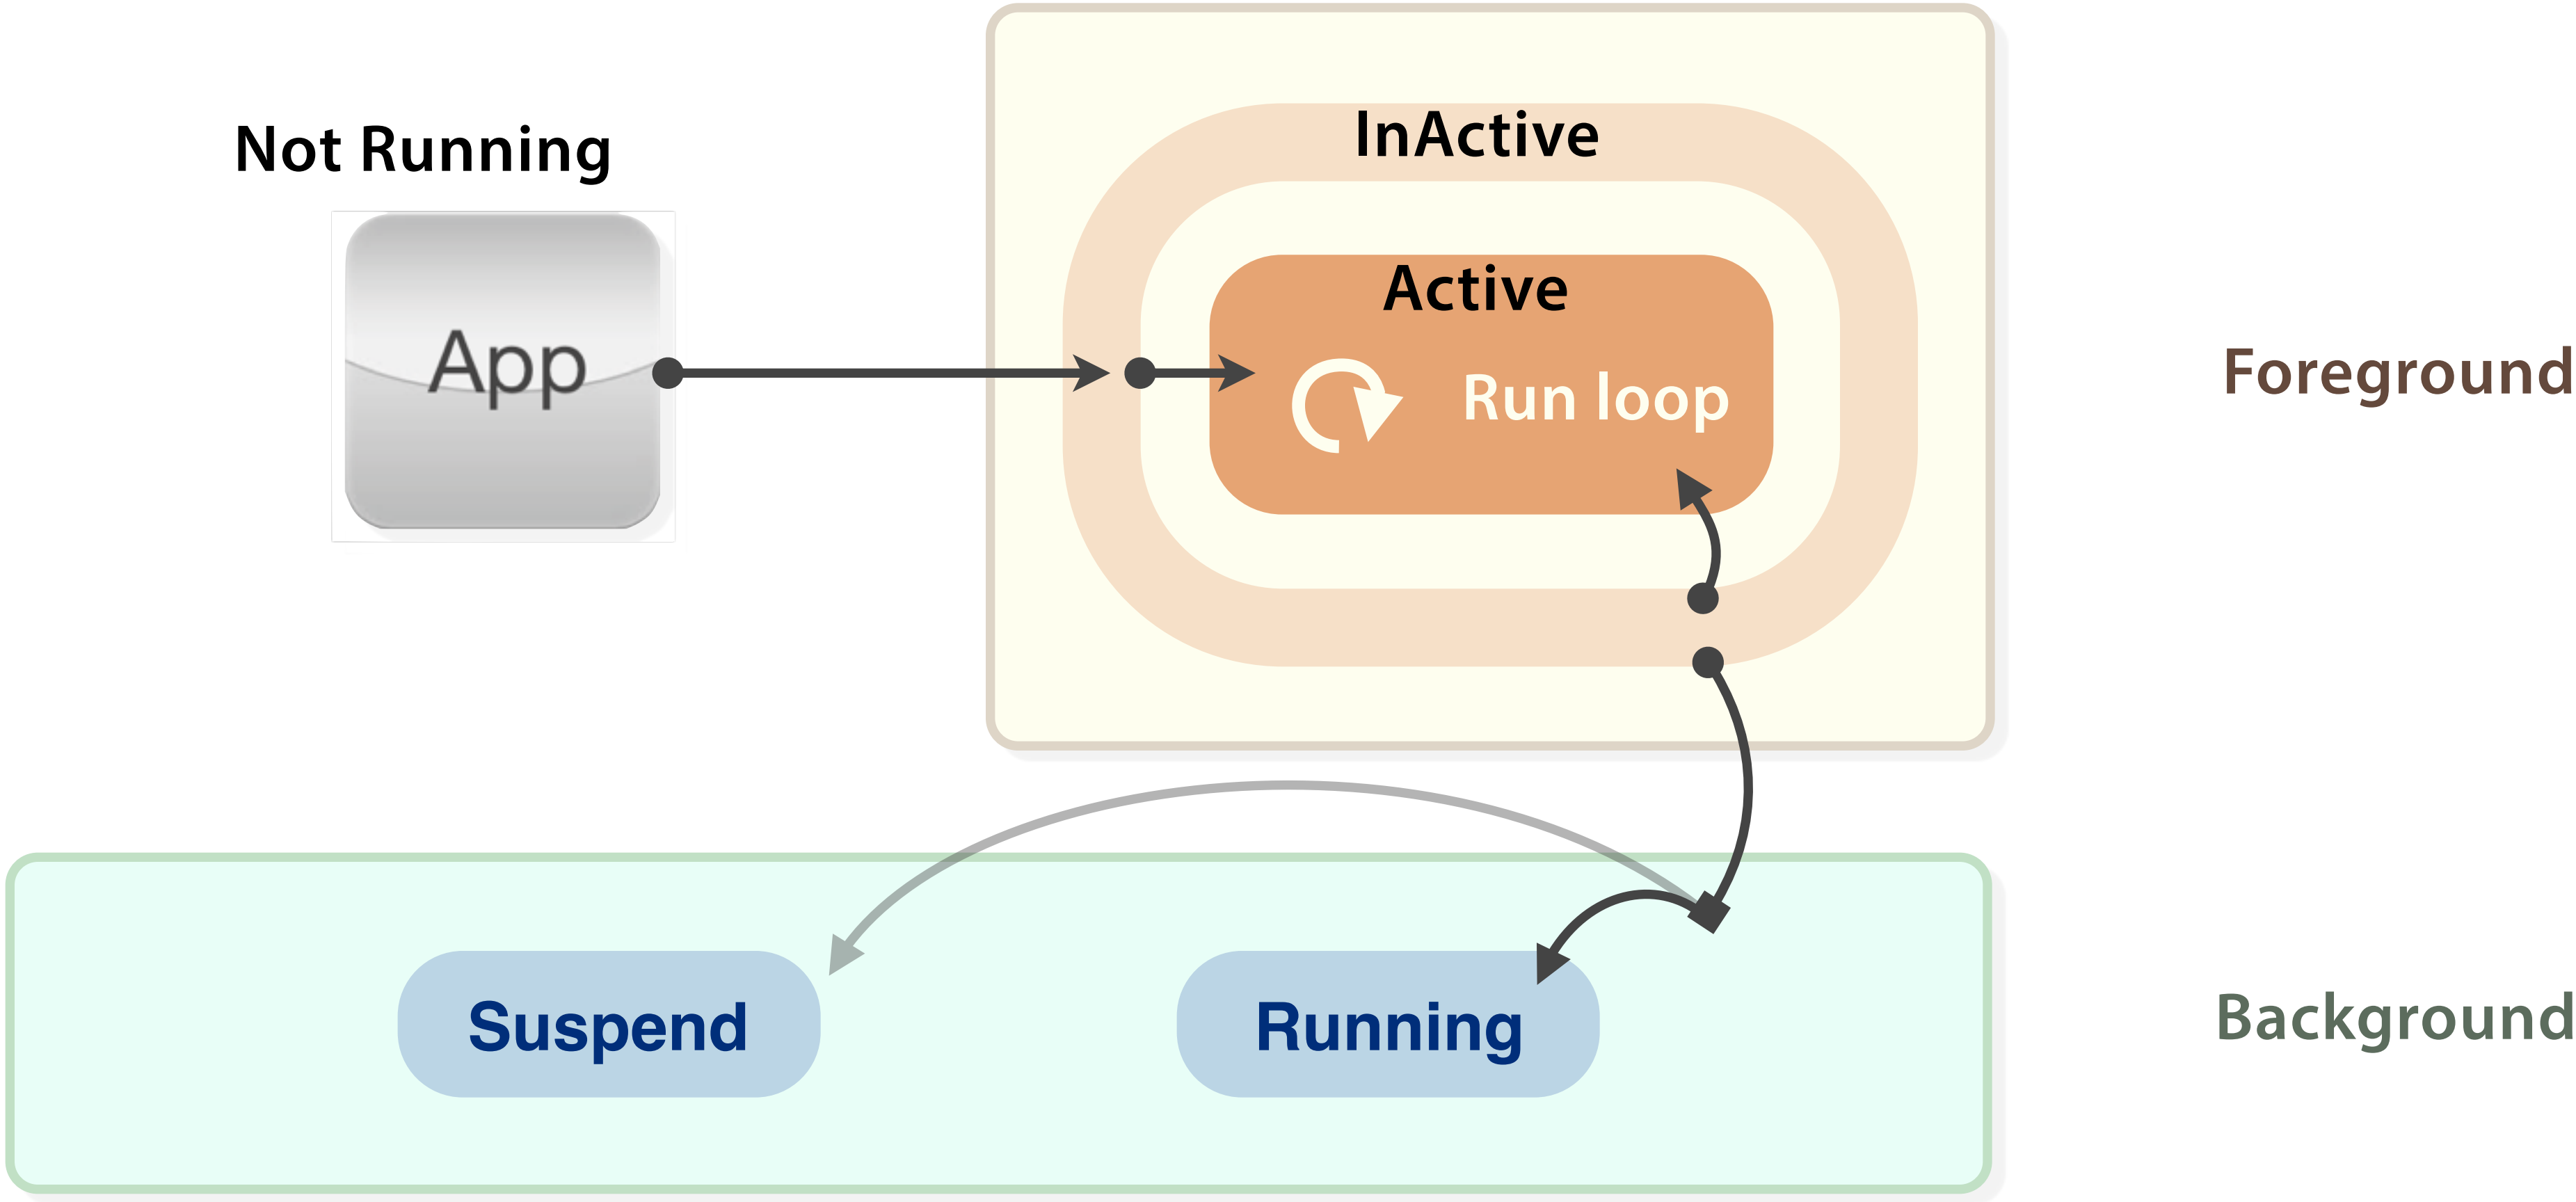 Not Running
App
InActive
Active
Run loop
Foreground
Suspend
Running
Background